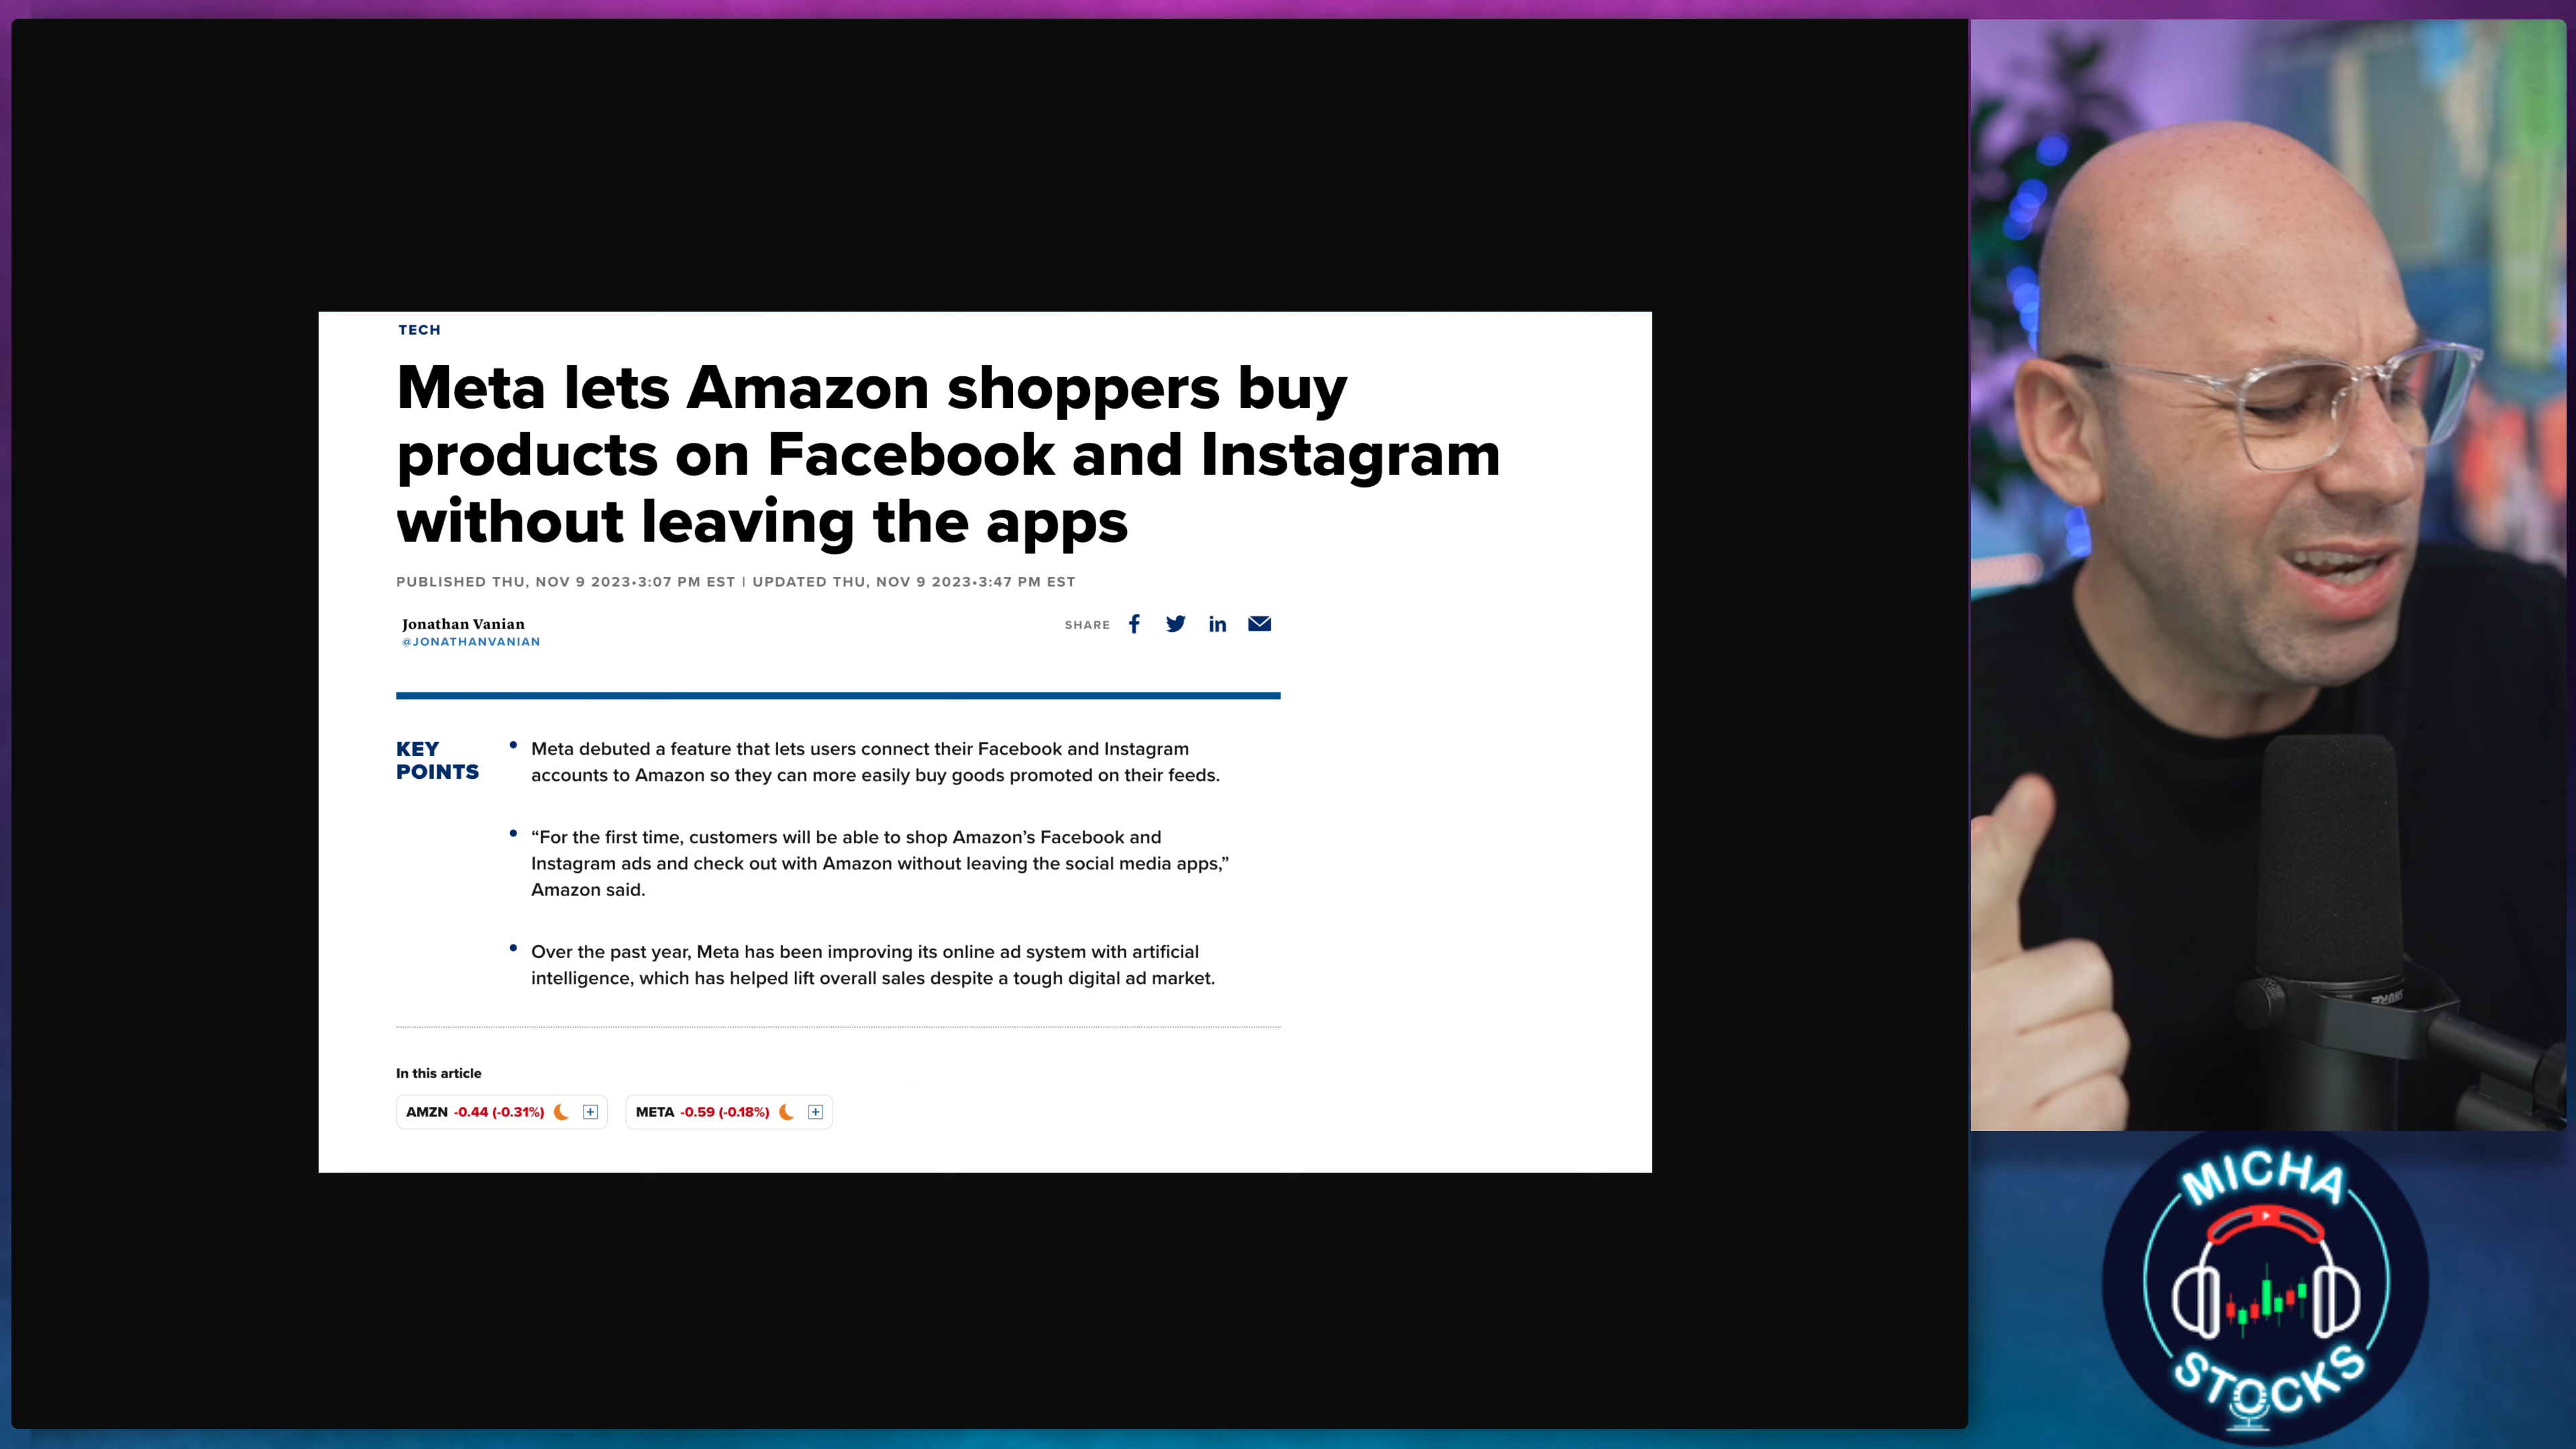 TECH
Meta lets Amazon shoppers buy
products on Facebook and Instagram
without leaving the apps
PUBLISHED THU, NOV 9 2023•3:07 PM EST | UPDATED THU, NOV 9 2023•3:47 PM EST
Jonathan Vanian
@JONATHANVANIAN
SHARE
KEY
POINTS
• Meta debuted a feature that lets users connect their Facebook and Instagram
accounts to Amazon so they can more easily buy goods promoted on their feeds.
• “For the first time, customers will be able to shop Amazon’s Facebook and
Instagram ads and check out with Amazon without leaving the social media apps,”
Amazon said.
• Over the past year, Meta has been improving its online ad system with artificial
intelligence, which has helped lift overall sales despite a tough digital ad market.
In this article
AMZN -0.44 (-0.31%)
META -0.59 (-0.18%)
SHURE
MICHA
STOCKS